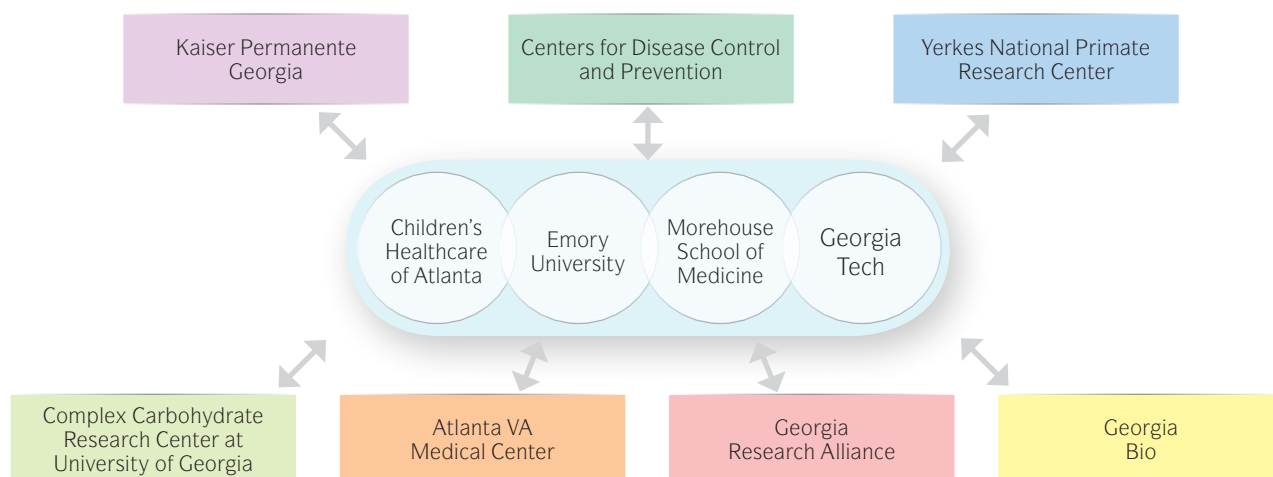 Kaiser Permanente
Georgia
Centers for Disease Control
and Prevention
Yerkes National Primate
Research Center
Children’s
Healthcare
of Atlanta
Emory
University
Morehouse
School of
Medicine
Georgia
Tech
Complex Carbohydrate
Research Center at
University of Georgia
Atlanta VA
Medical Center
Georgia
Research Alliance
Georgia
Bio